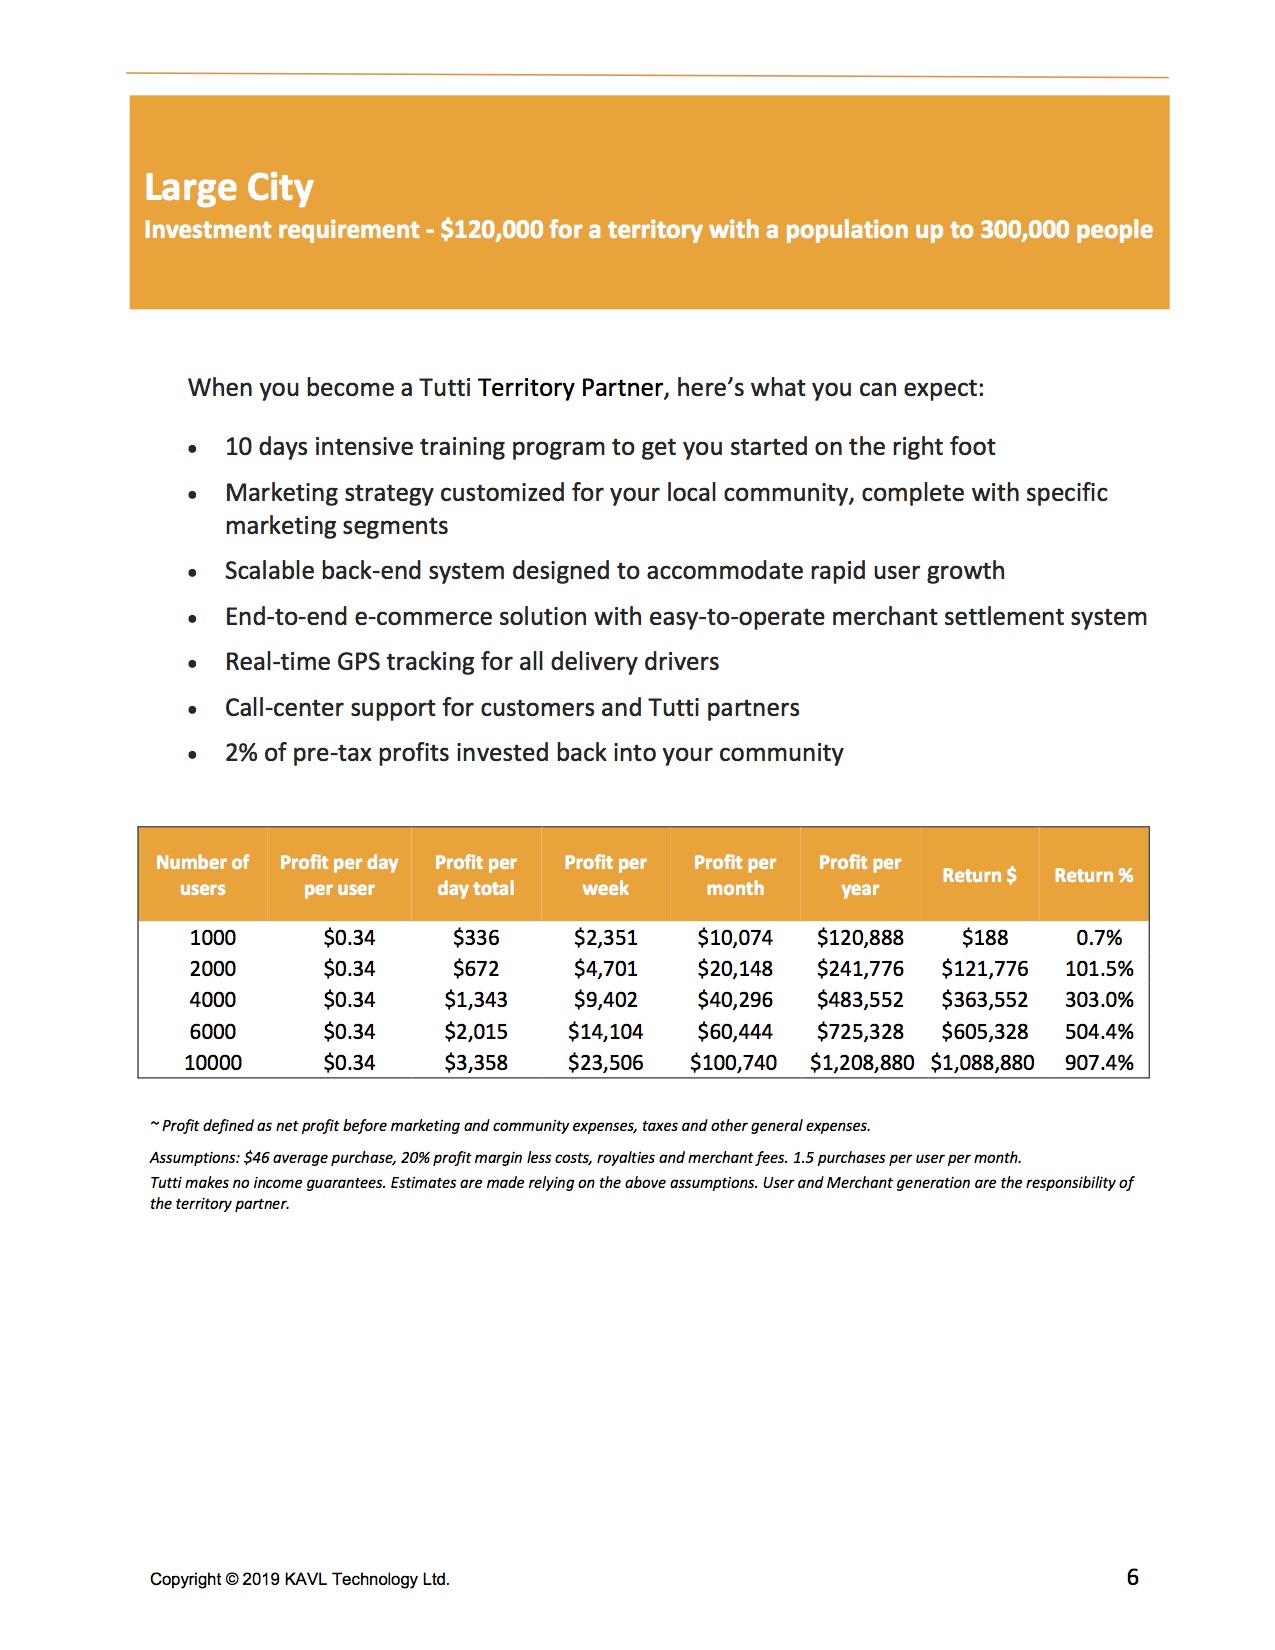 Large City
Investment requirement - $120,000 for a territory with a population up to 300,000 people
When you become a Tutti Territory Partner, here’s what you can expect:
• 10 days intensive training program to get you started on the right foot
• Marketing strategy customized for your local community, complete with specific
marketing segments
• Scalable back-end system designed to accommodate rapid user growth
• End-to-end e-commerce solution with easy-to-operate merchant settlement system
• Real-time GPS tracking for all delivery drivers
• Call-center support for customers and Tutti partners
• 2% of pre-tax profits invested back into your community
Number of users Profit per day per user Profit per day total Profit per week Profit per month Profit per year Return $ Return %
1000 $0.34 $336 $2,351 $10,074 $120,888 $188 0.7%
2000 $0.34 $672 $4,701 $20,148 $241,776 $121,776 101.5%
4000 $0.34 $1,343 $9,402 $40,296 $483,552 $363,552 303.0%
6000 $0.34 $2,015 $14,104 $60,444 $725,328 $605,328 504.4%
10000 $0.34 $3,358 $23,506 $100,740 $1,208,880 $1,088,880 907.4%
~ Profit defined as net profit before marketing and community expenses, taxes and other general expenses.
Assumptions: $46 average purchase, 20% profit margin less costs, royalties and merchant fees. 1.5 purchases per user per month.
Tutti makes no income guarantees. Estimates are made relying on the above assumptions. User and Merchant generation are the responsibility of
the territory partner.
Copyright © 2019 KAVL Technology Ltd.
6